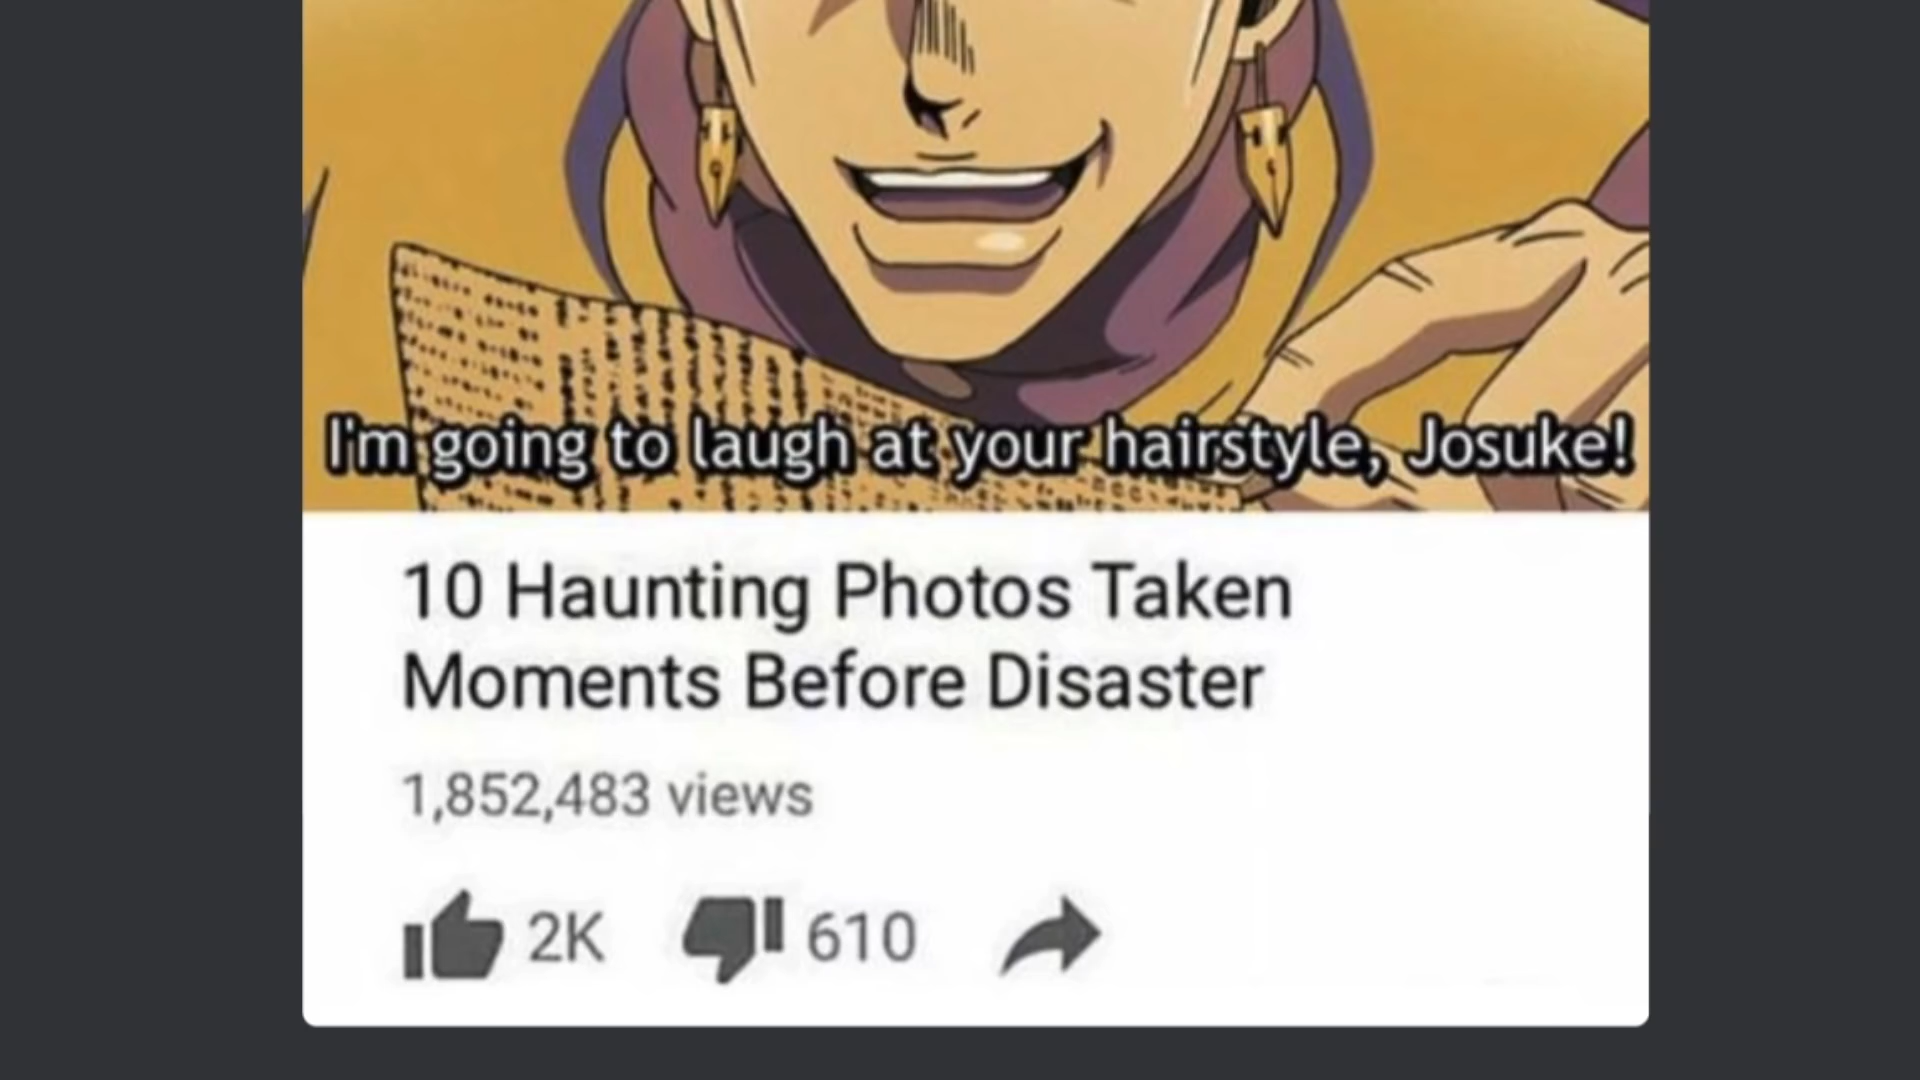 I'm going to laugh at your hairstyle, Josuke!
10 Haunting Photos Taken
Moments Before Disaster
1,852,483 views
2K 610